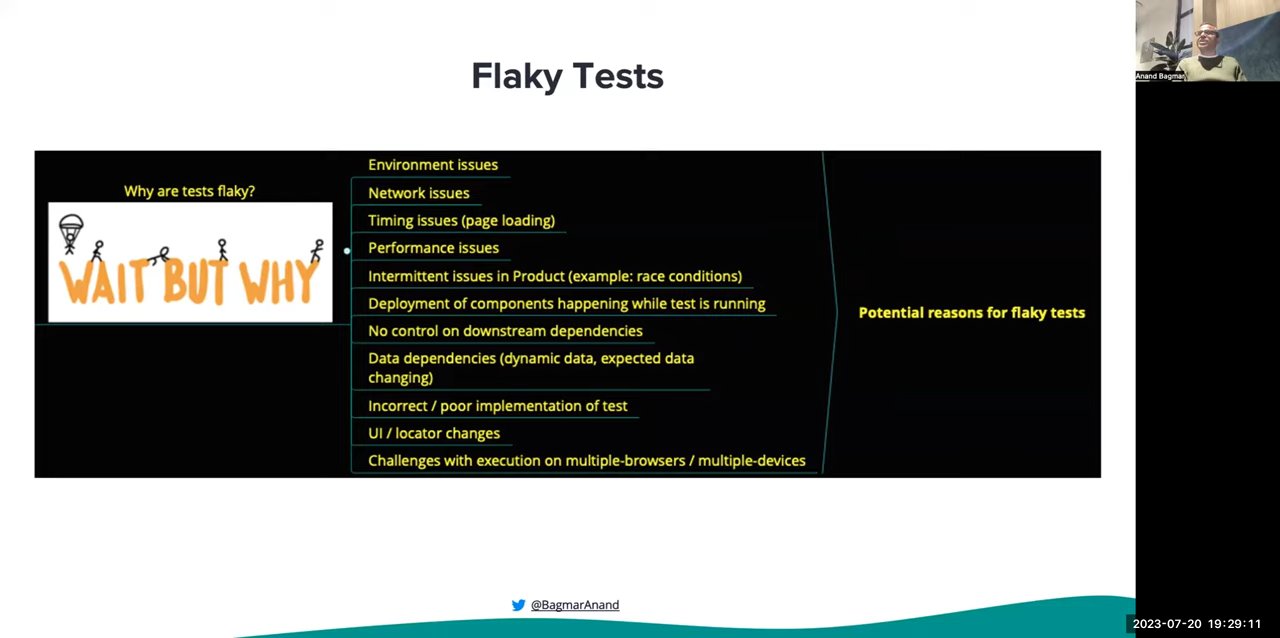 Flaky Tests
Why are tests flaky?
WAIT BUT WHY
Environment issues
Network issues
Timing issues (page loading)
Performance issues
Intermittent issues in Product (example: race conditions)
Deployment of components happening while test is running
No control on downstream dependencies
Data dependencies (dynamic data, expected data
changing)
Incorrect / poor implementation of test
UI / locator changes
Challenges with execution on multiple-browsers / multiple-devices
Potential reasons for flaky tests
@BagmarAnand
Anand Bagmar
2023-07-20 19:29:11